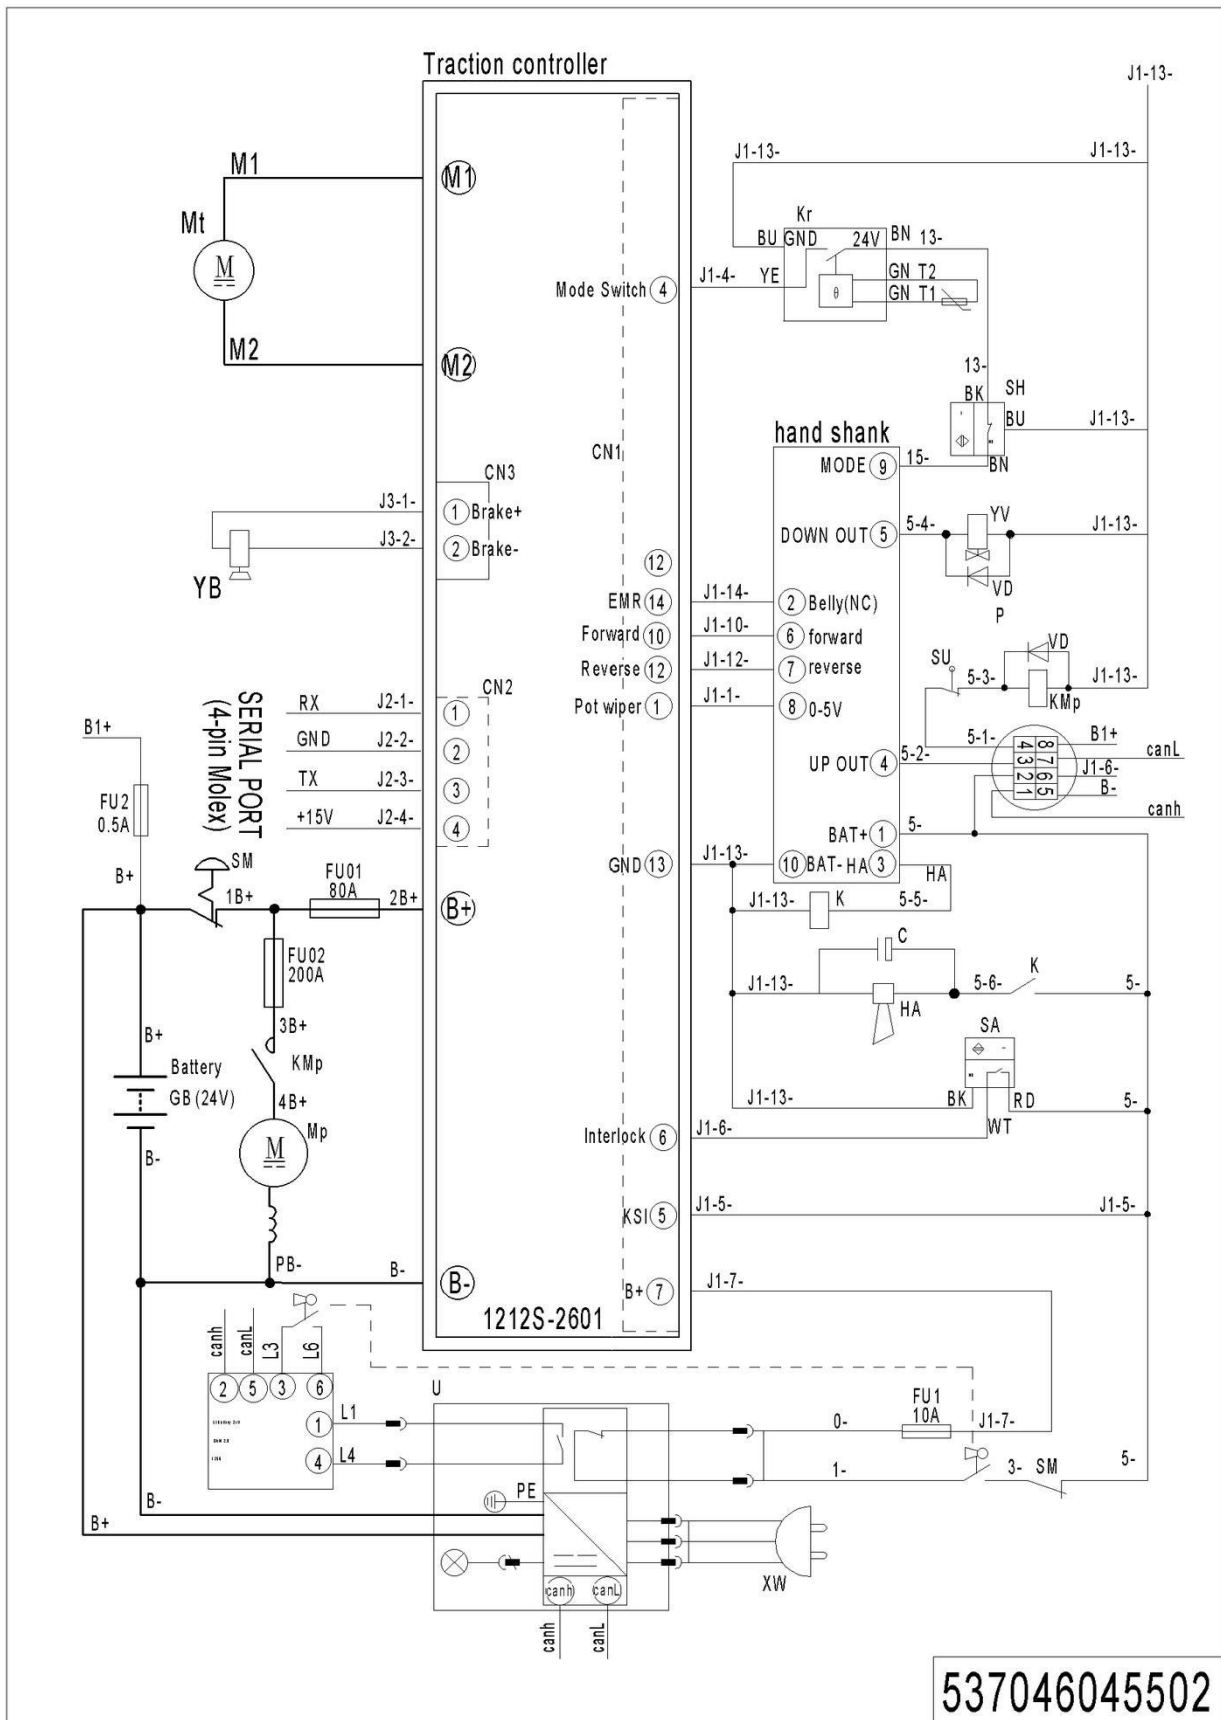 Traction controller
J1-13-
M1
M1
J1-13-
J1-13-
Mt
M
Kr
BU GND
24V
BN 13-
Mode Switch 4
J1-4-
YE
θ
GN T2
GN T1
M2
M2
13-
BK
SH
BU
J1-13-
CN1
hand shank
MODE 9
15-
BN
CN3
J3-1-
1 Brake+
J3-2-
2 Brake-
YB
DOWN OUT 5
5-4-
YV
J1-13-
VD
P
12
EMR 14
J1-14-
2 Belly(NC)
Forward 10
J1-10-
6 forward
Reverse 12
J1-12-
7 reverse
Pot wiper 1
J1-1-
8 0-5V
SU
5-3-
VD
KMp
J1-13-
CN2
SERIAL PORT
(4-pin Molex)
RX
J2-1-
1
GND
J2-2-
2
TX
J2-3-
3
+15V
J2-4-
4
5-1-
4 8
3 7
2 6
1 5
B1+
canL
J1-6-
B-
canh
UP OUT 4
5-2-
B1+
FU2
0.5A
BAT+ 1
5-
GND 13
J1-13-
10 BAT-
HA 3
HA
B+
SM
1B+
FU01
80A
2B+
B+
J1-13-
K
5-5-
FU02
200A
C
J1-13-
HA
5-6-
K
5-
3B+
KMp
4B+
B+
Battery
GB (24V)
B-
Mp
M
SA
J1-13-
BK
RD
5-
WT
Interlock 6
J1-6-
KSI 5
J1-5-
J1-5-
PB-
B-
B-
B+ 7
J1-7-
1212S-2601
canh
canL
L3
L6
2
5
3
6
1
L1
4
L4
U
0-
FU1
10A
J1-7-
1-
3-
SM
5-
B-
B+
PE
XW
canh
canL
canh
canL
537046045502